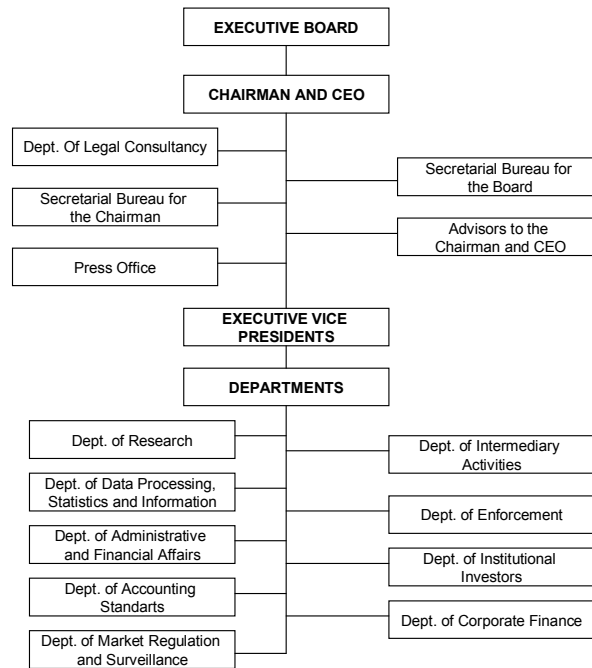 EXECUTIVE BOARD
CHAIRMAN AND CEO
Dept. Of Legal Consultancy
Secretarial Bureau for
the Board
Secretarial Bureau for
the Chairman
Advisors to the
Chairman and CEO
Press Office
EXECUTIVE VICE
PRESIDENTS
DEPARTMENTS
Dept. of Research
Dept. of Intermediary
Activities
Dept. of Data Processing,
Statistics and Information
Dept. of Enforcement
Dept. of Administrative
and Financial Affairs
Dept. of Institutional
Investors
Dept. of Accounting
Standarts
Dept. of Corporate Finance
Dept. of Market Regulation
and Surveillance